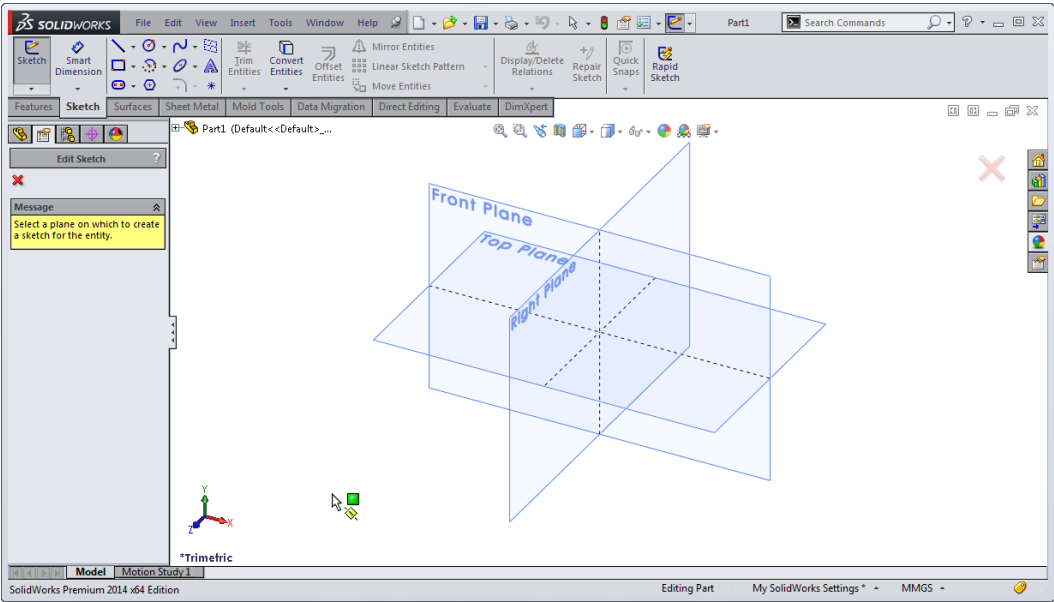 SOLIDWORKS File Edit View Insert Tools Window Help Part1 Search Commands
Sketch Smart Dimension Trim Entities Convert Entities Offset Entities Mirror Entities Display/Delete Relations Repair Sketch Quick Snaps Rapid Sketch
Linear Sketch Pattern
Move Entities
Features Sketch Surfaces Sheet Metal Mold Tools Data Migration Direct Editing Evaluate DimXpert
Part1 (Default<<Default>_...
Edit Sketch ?
Message
Select a plane on which to create
a sketch for the entity.
Front Plane
Top Plane
Right Plane
Y
X
Z
*Trimetric
Model Motion Study 1
SolidWorks Premium 2014 x64 Edition Editing Part My SolidWorks Settings * MMGS